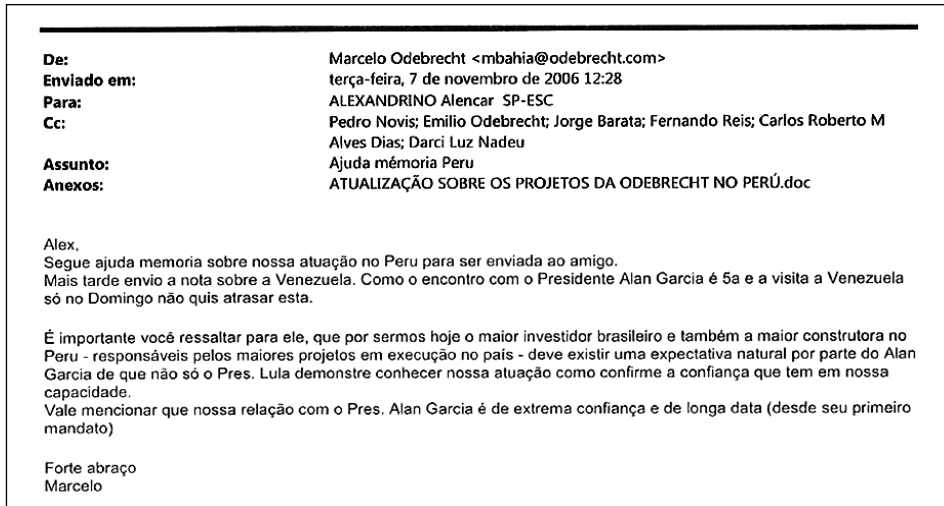 De: Marcelo Odebrecht <mbahia@odebrecht.com>
Enviado em: terça-feira, 7 de novembro de 2006 12:28
Para: ALEXANDRINO Alencar SP-ESC
Cc: Pedro Novis; Emilio Odebrecht; Jorge Barata; Fernando Reis; Carlos Roberto M
Alves Dias; Darci Luz Nadeu
Assunto: Ajuda mémoria Peru
Anexos: ATUALIZAÇÃO SOBRE OS PROJETOS DA ODEBRECHT NO PERÚ.doc
Alex,
Segue ajuda memoria sobre nossa atuação no Peru para ser enviada ao amigo.
Mais tarde envio a nota sobre a Venezuela. Como o encontro com o Presidente Alan Garcia é 5a e a visita a Venezuela
só no Domingo não quis atrasar esta.
É importante você ressaltar para ele, que por sermos hoje o maior investidor brasileiro e também a maior construtora no
Peru - responsáveis pelos maiores projetos em execução no país - deve existir uma expectativa natural por parte do Alan
Garcia de que não só o Pres. Lula demonstre conhecer nossa atuação como confirme a confiança que tem em nossa
capacidade.
Vale mencionar que nossa relação com o Pres. Alan Garcia é de extrema confiança e de longa data (desde seu primeiro
mandato)
Forte abraço
Marcelo